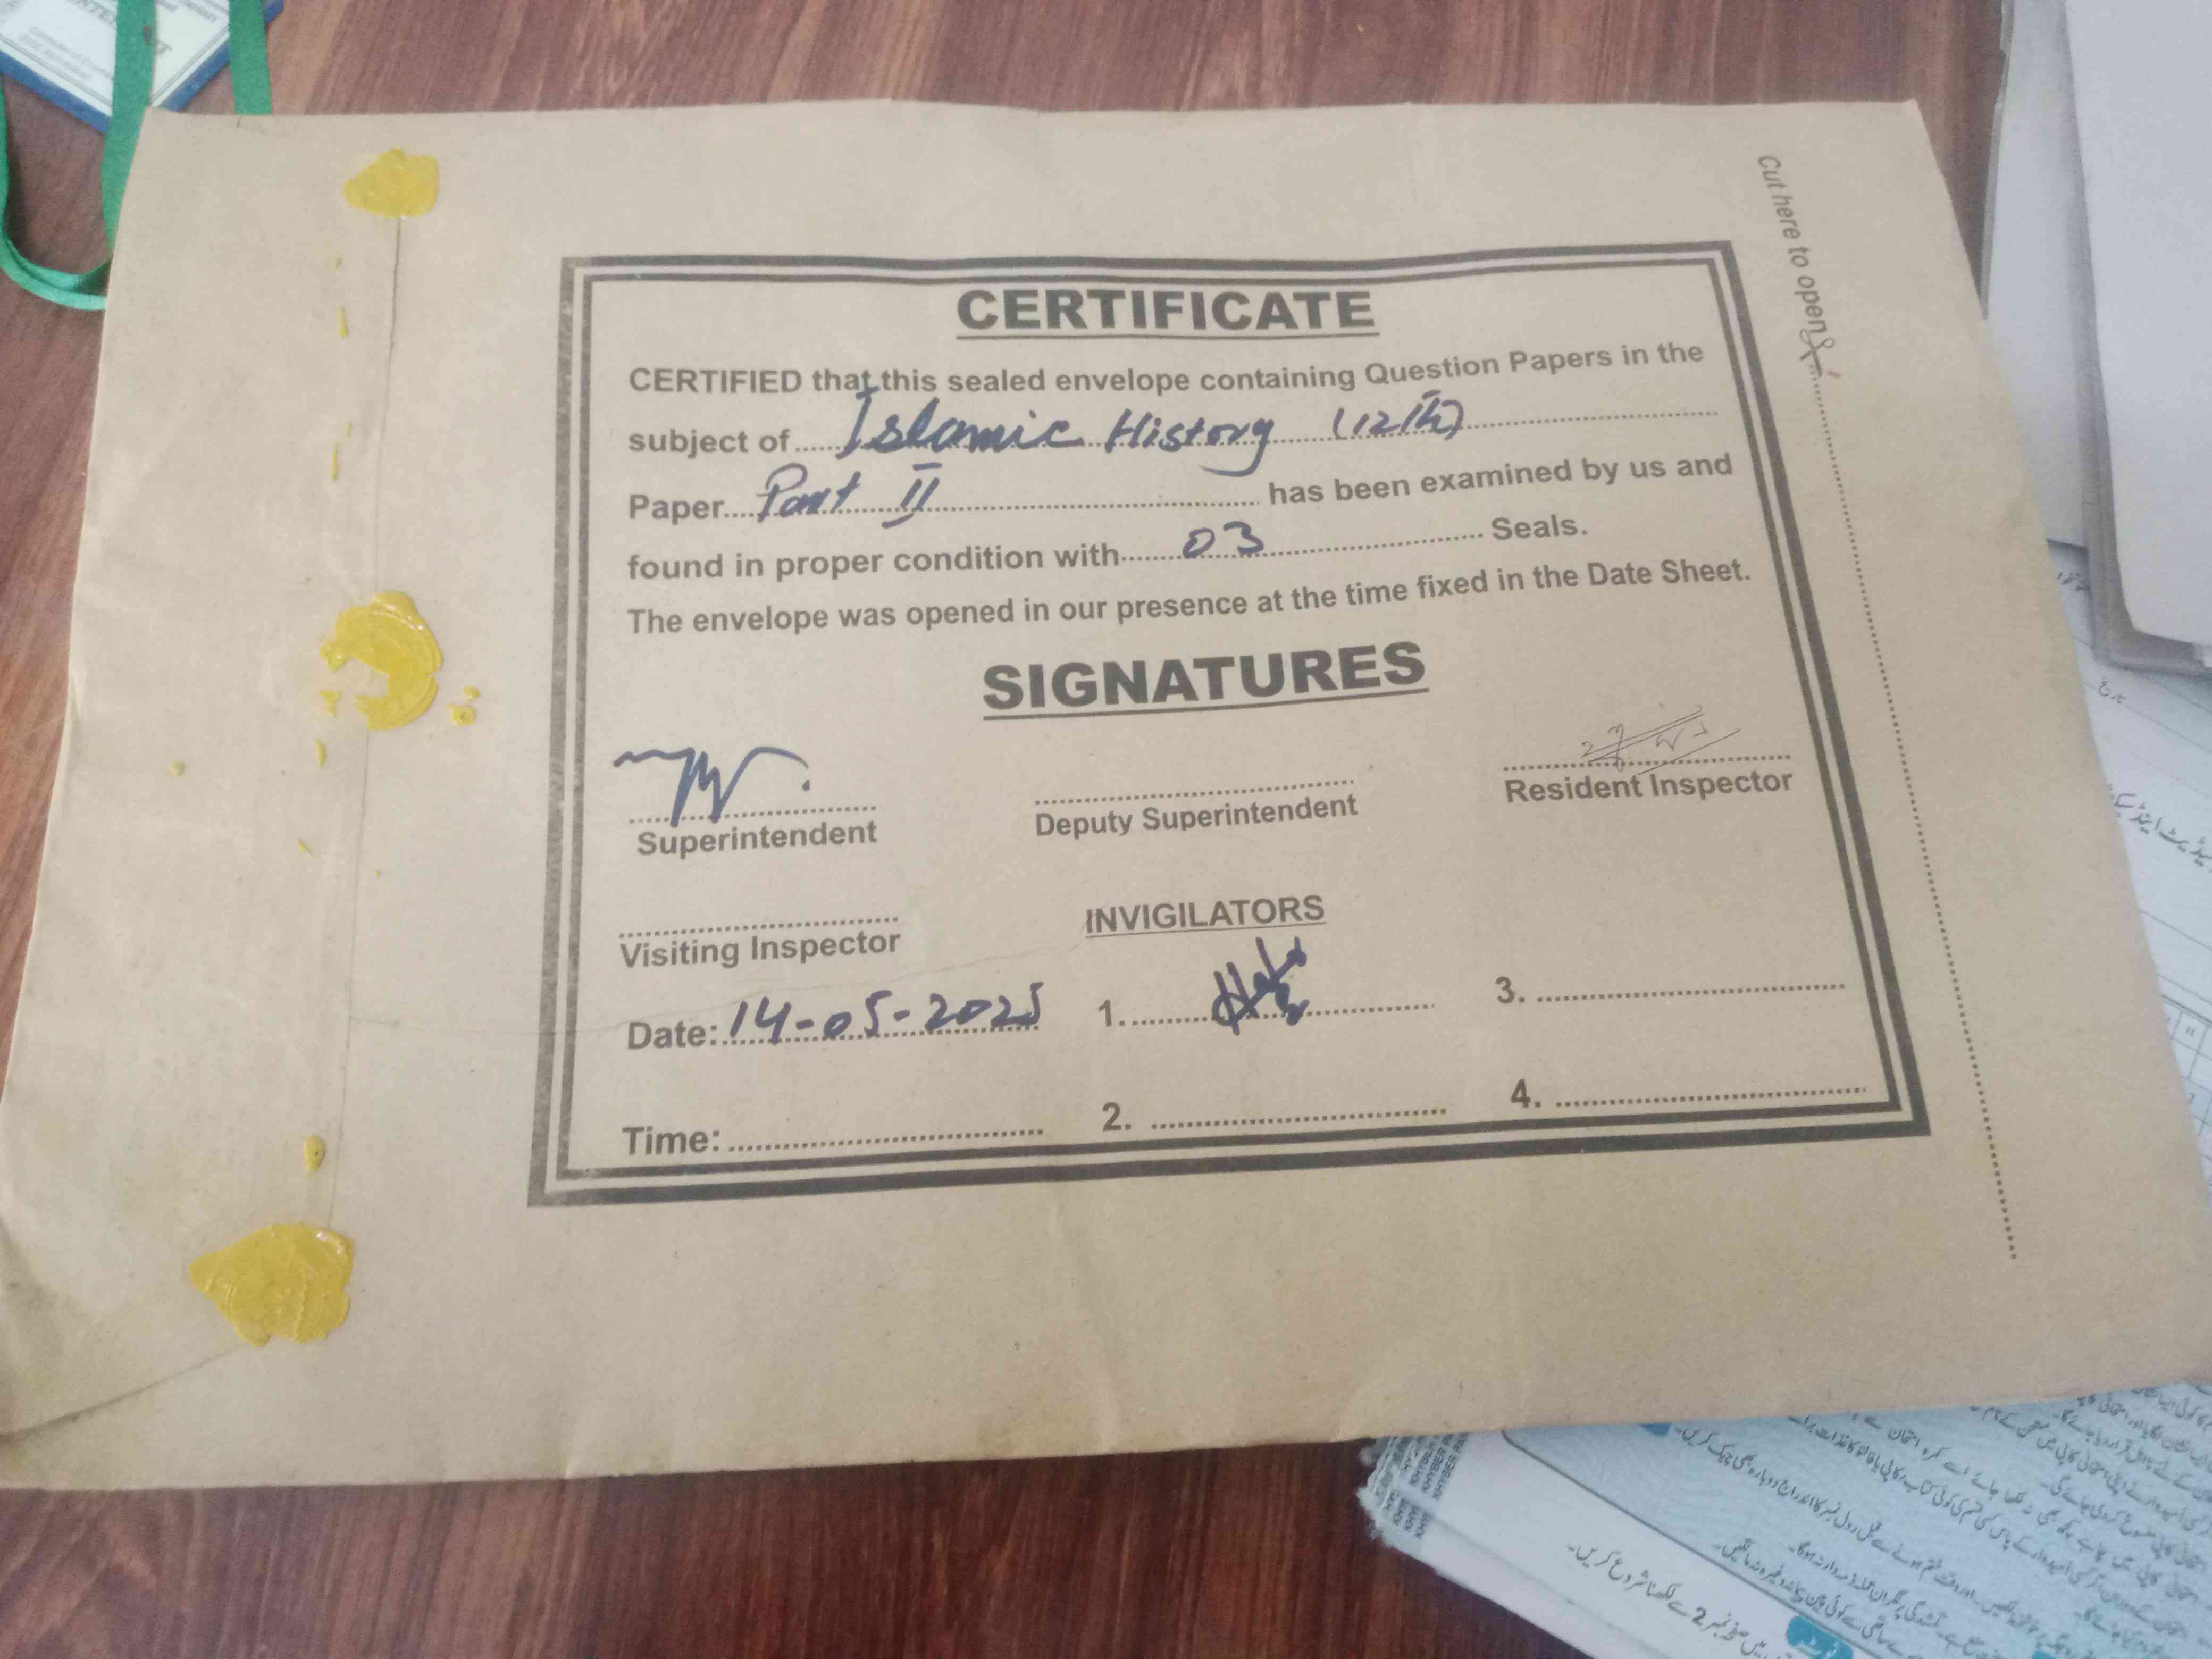 Cut here to open
CERTIFICATE
CERTIFIED that this sealed envelope containing Question Papers in the
subject of Islamic History (12th)
Paper Part II has been examined by us and
found in proper condition with 03 Seals.
The envelope was opened in our presence at the time fixed in the Date Sheet.
SIGNATURES
Superintendent
Deputy Superintendent
Resident Inspector
Visiting Inspector
INVIGILATORS
Date: 14-05-2025
1.
3.
Time:
2.
4.